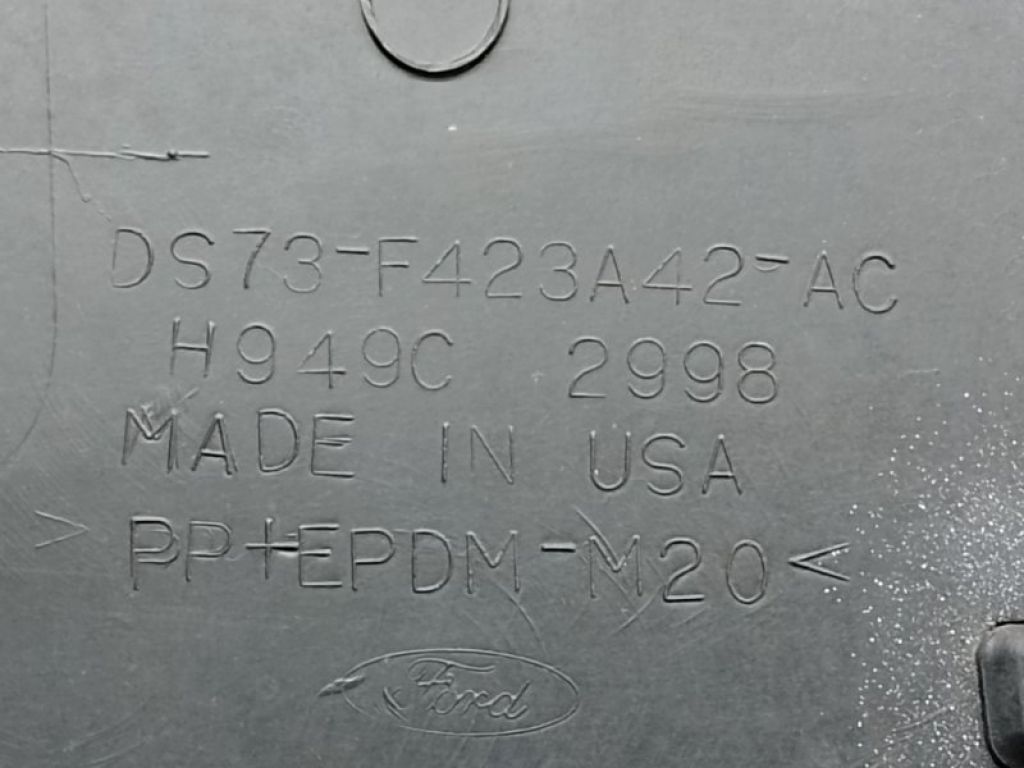 DS73-F423A42-AC
H949C 2998
MADE IN USA
>PP+EPDM-M20<
Ford